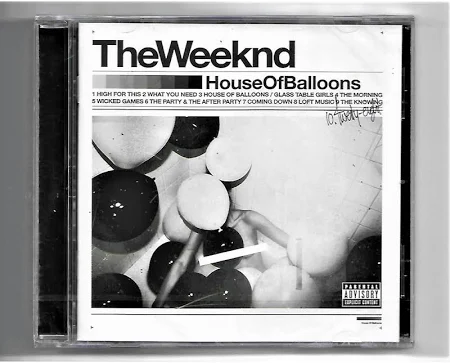 TheWeeknd
HouseOfBalloons
1 HIGH FOR THIS 2 WHAT YOU NEED 3 HOUSE OF BALLOONS / GLASS TABLE GIRLS 4 THE MORNING
5 WICKED GAMES 6 THE PARTY & THE AFTER PARTY 7 COMING DOWN 8 LOFT MUSIC 9 THE KNOWING
PARENTAL
ADVISORY
EXPLICIT CONTENT